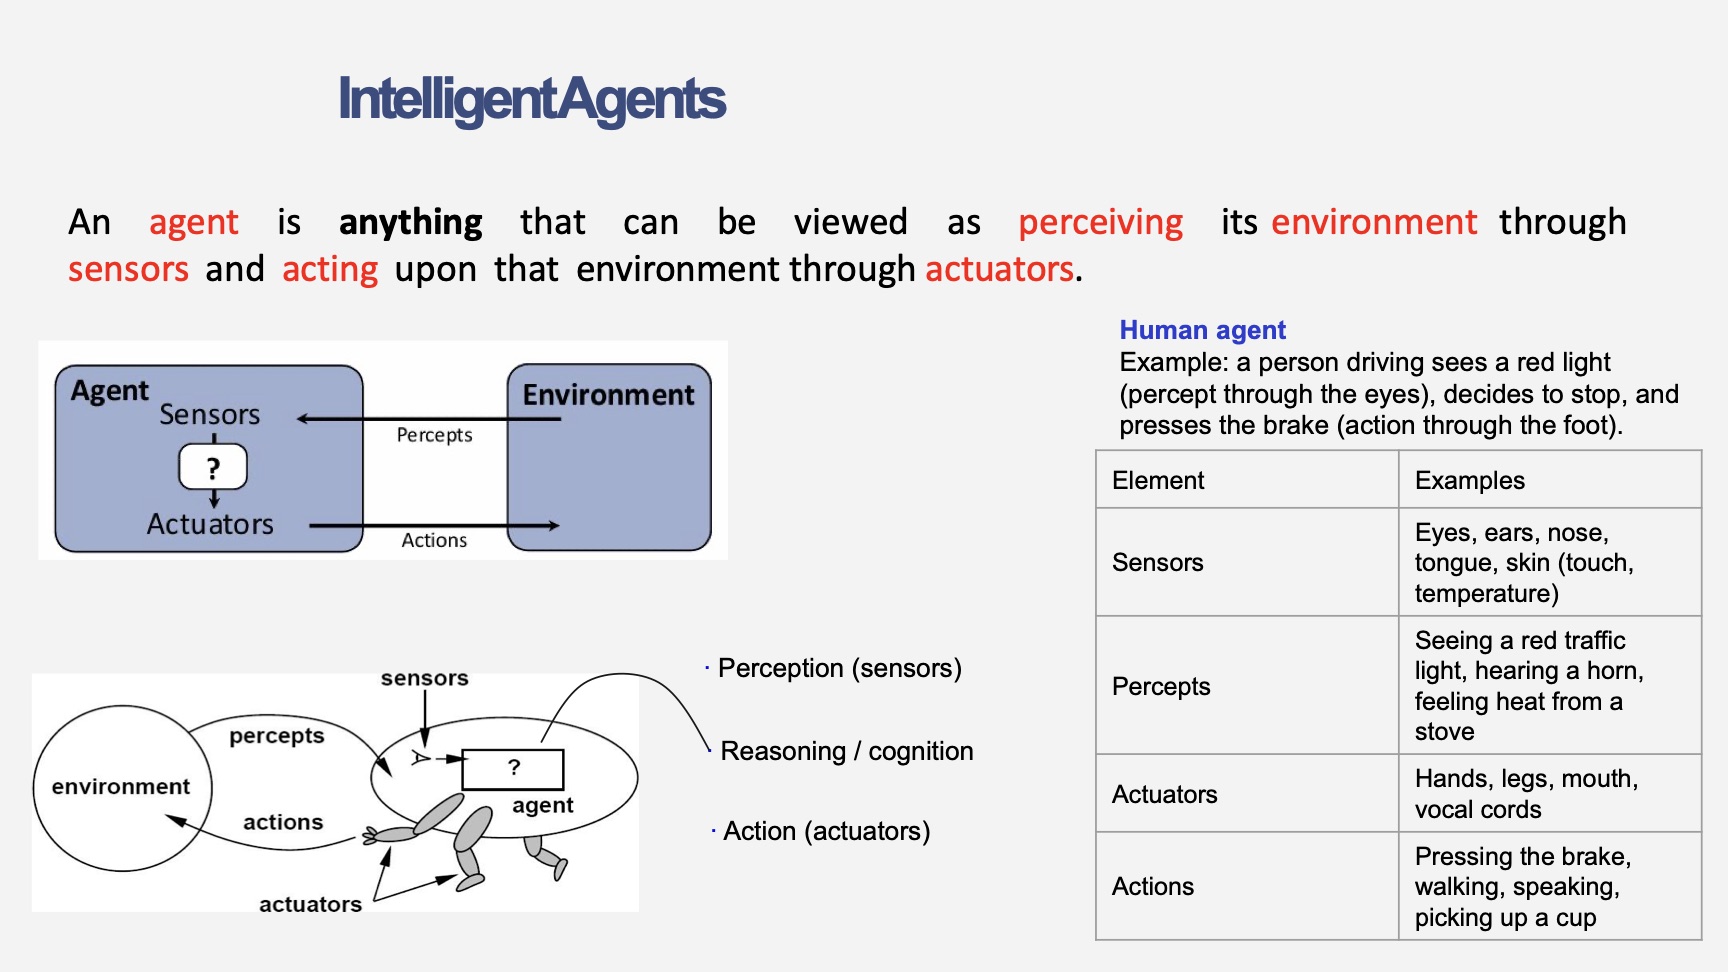 Intelligent Agents
An agent is anything that can be viewed as perceiving its environment through
sensors and acting upon that environment through actuators.
Agent
Sensors
?
Actuators
Percepts
Actions
Environment
Human agent
Example: a person driving sees a red light
(percept through the eyes), decides to stop, and
presses the brake (action through the foot).
Element
Examples
Sensors
Eyes, ears, nose,
tongue, skin (touch,
temperature)
Percepts
Seeing a red traffic
light, hearing a horn,
feeling heat from a
stove
Actuators
Hands, legs, mouth,
vocal cords
Actions
Pressing the brake,
walking, speaking,
picking up a cup
sensors
percepts
environment
?
agent
actions
actuators
· Perception (sensors)
· Reasoning / cognition
· Action (actuators)